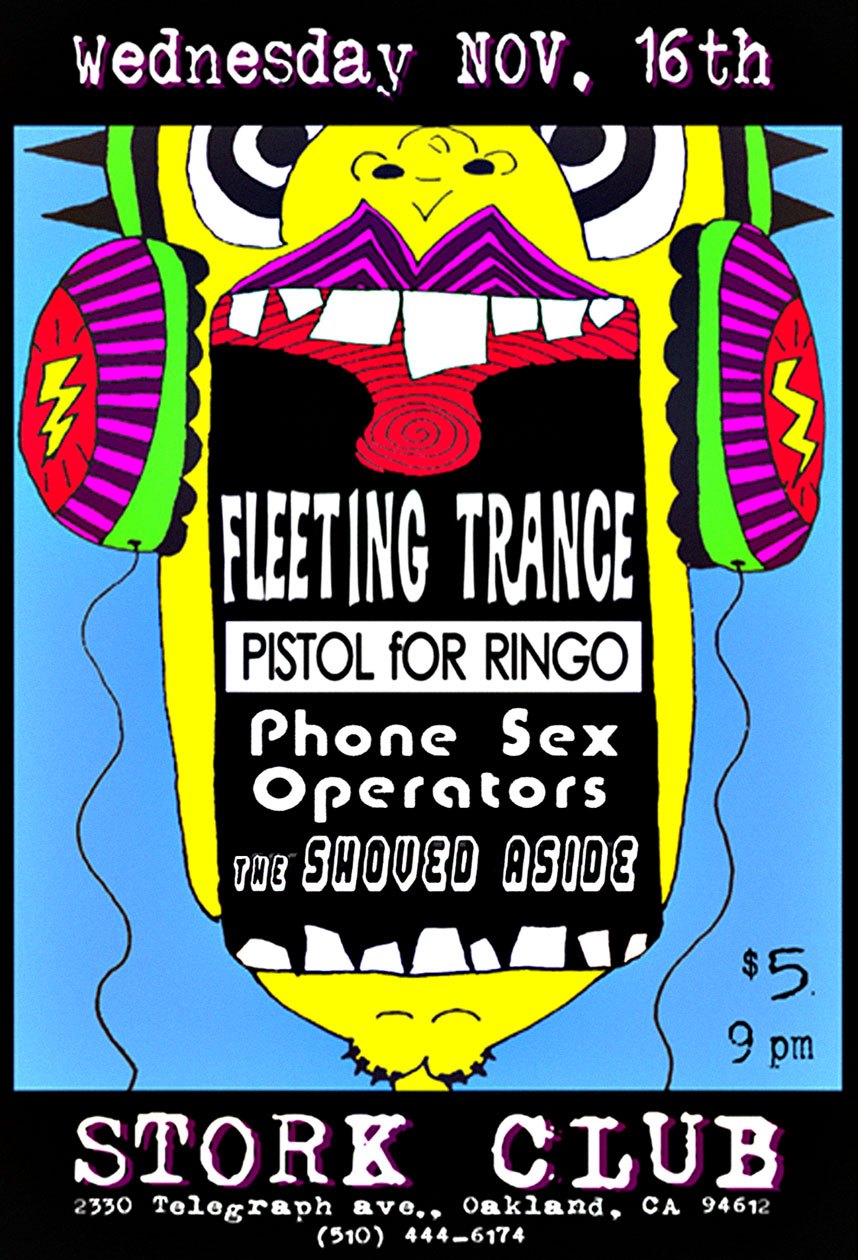 Wednesday NOV. 16th
FLEETING TRANCE
PISTOL fOR RINGO
Phone Sex
Operators
THE SHOVED ASIDE
$5.
9 pm
STORK CLUB
2330 Telegraph ave., Oakland, CA 94612
(510) 444-6174